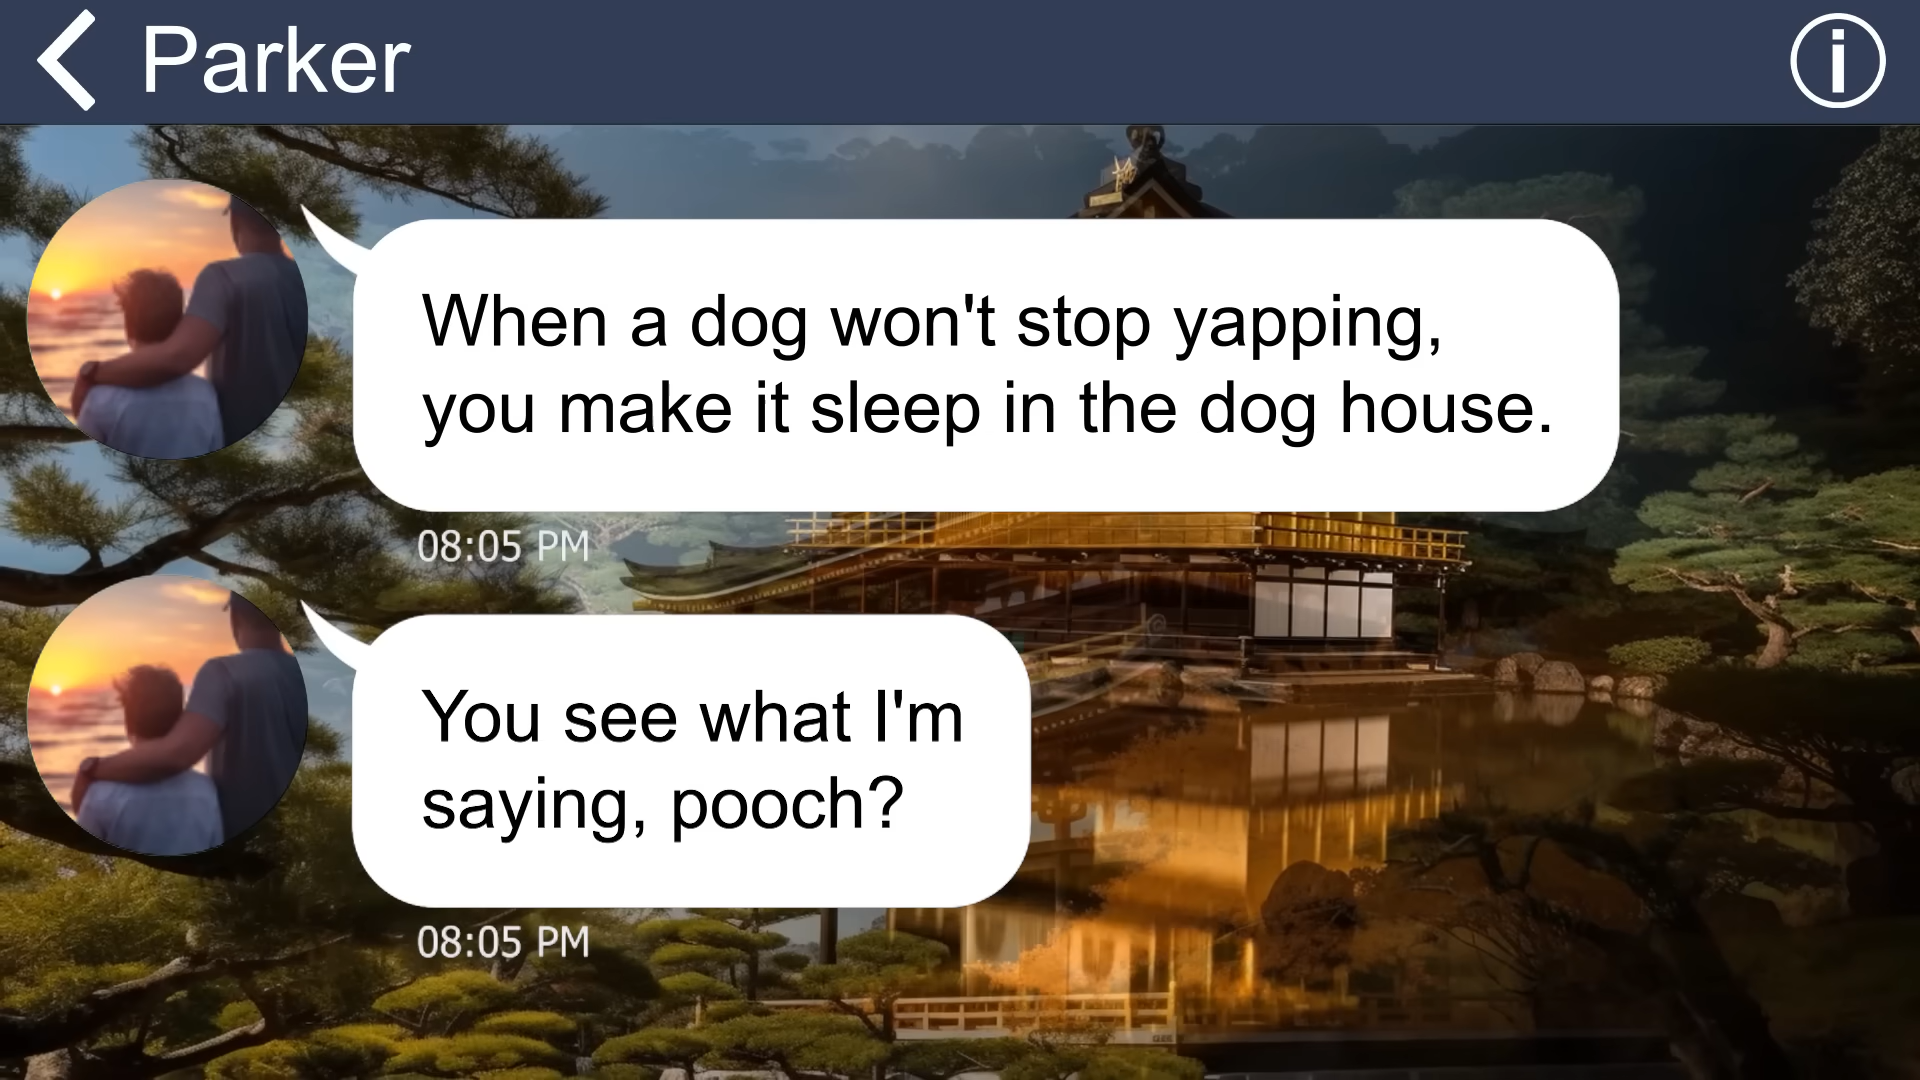 Parker
When a dog won't stop yapping,
you make it sleep in the dog house.
08:05 PM
You see what I'm
saying, pooch?
08:05 PM